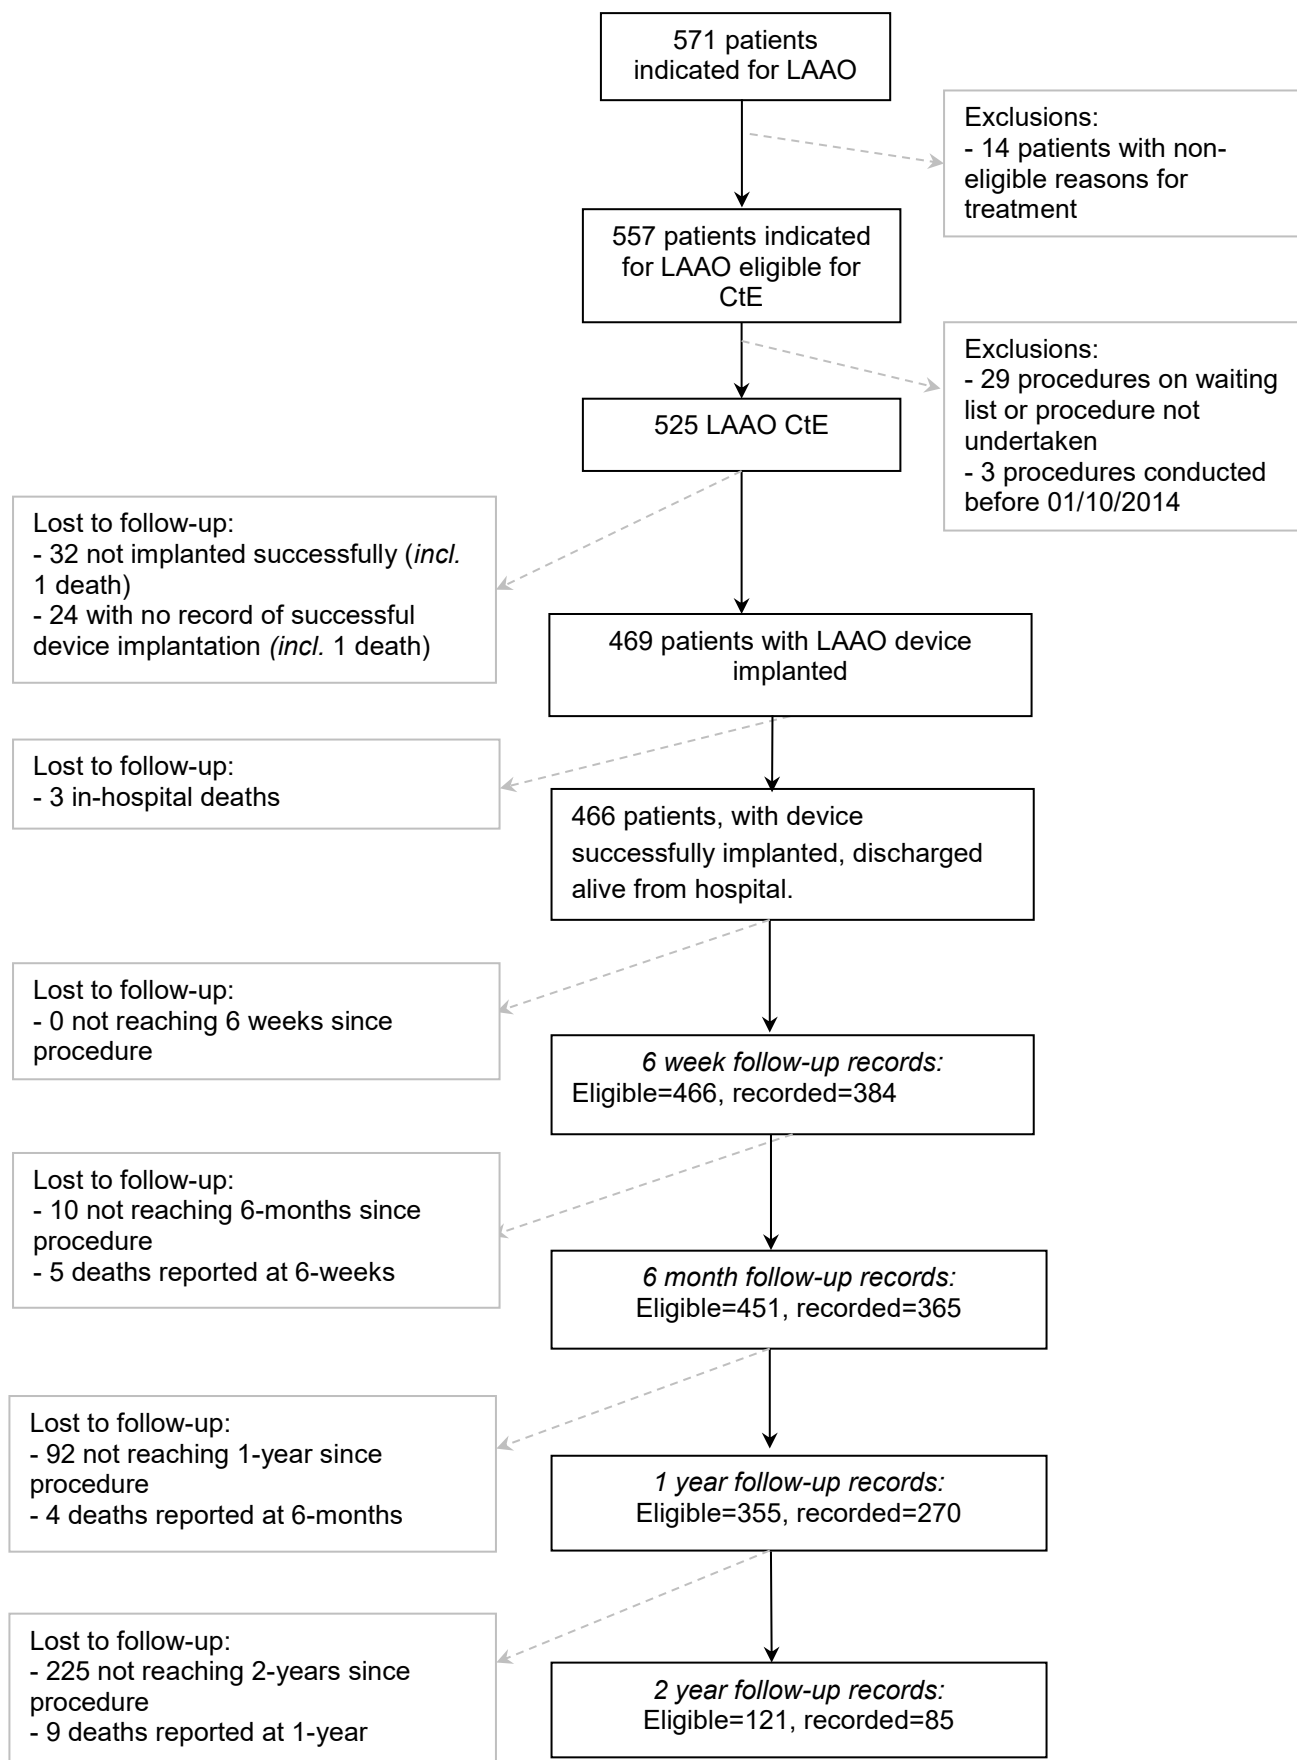 571 patients
indicated for LAAO
Exclusions:
- 14 patients with non-
eligible reasons for
treatment
557 patients indicated
for LAAO eligible for
CtE
Exclusions:
- 29 procedures on waiting
list or procedure not
undertaken
- 3 procedures conducted
before 01/10/2014
525 LAAO CtE
Lost to follow-up:
- 32 not implanted successfully (incl.
1 death)
- 24 with no record of successful
device implantation (incl. 1 death)
469 patients with LAAO device
implanted
Lost to follow-up:
- 3 in-hospital deaths
466 patients, with device
successfully implanted, discharged
alive from hospital.
Lost to follow-up:
- 0 not reaching 6 weeks since
procedure
6 week follow-up records:
Eligible=466, recorded=384
Lost to follow-up:
- 10 not reaching 6-months since
procedure
- 5 deaths reported at 6-weeks
6 month follow-up records:
Eligible=451, recorded=365
Lost to follow-up:
- 92 not reaching 1-year since
procedure
- 4 deaths reported at 6-months
1 year follow-up records:
Eligible=355, recorded=270
Lost to follow-up:
- 225 not reaching 2-years since
procedure
- 9 deaths reported at 1-year
2 year follow-up records:
Eligible=121, recorded=85